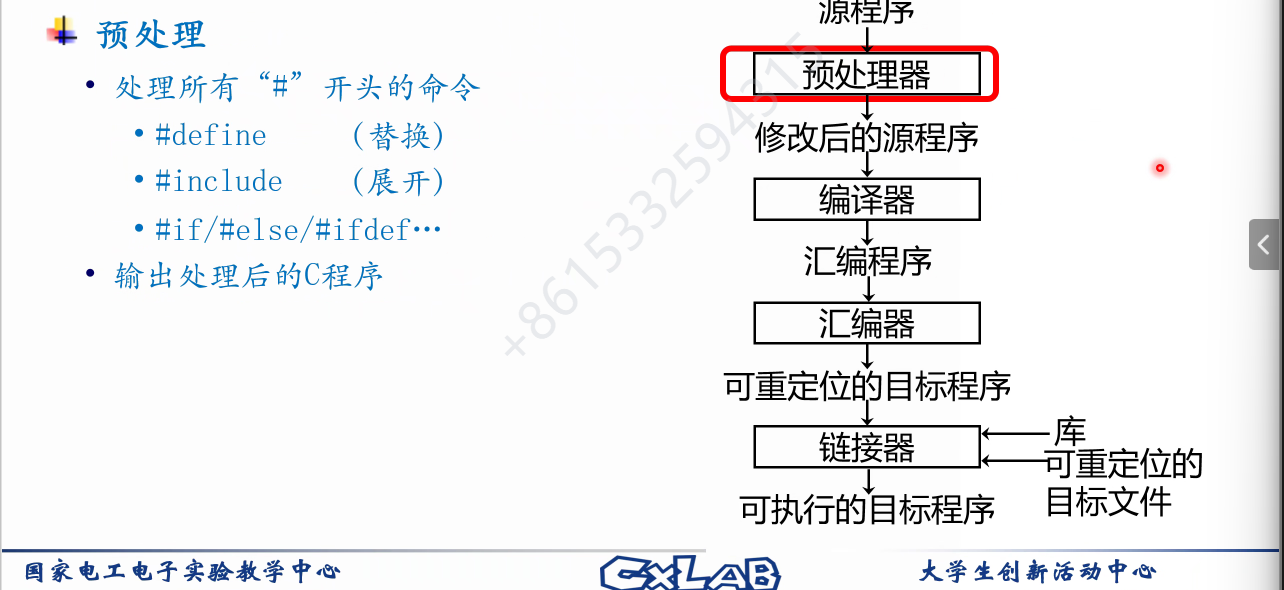 预处理
处理所有“#”开头的命令
#define （替换）
#include （展开）
#if/#else/#ifdef…
输出处理后的C程序
源程序
预处理器
修改后的源程序
编译器
汇编程序
汇编器
可重定位的目标程序
链接器
库
可重定位的
目标文件
可执行的目标程序
+8615332594315
国家电工电子实验教学中心
CXLAB
大学生创新活动中心